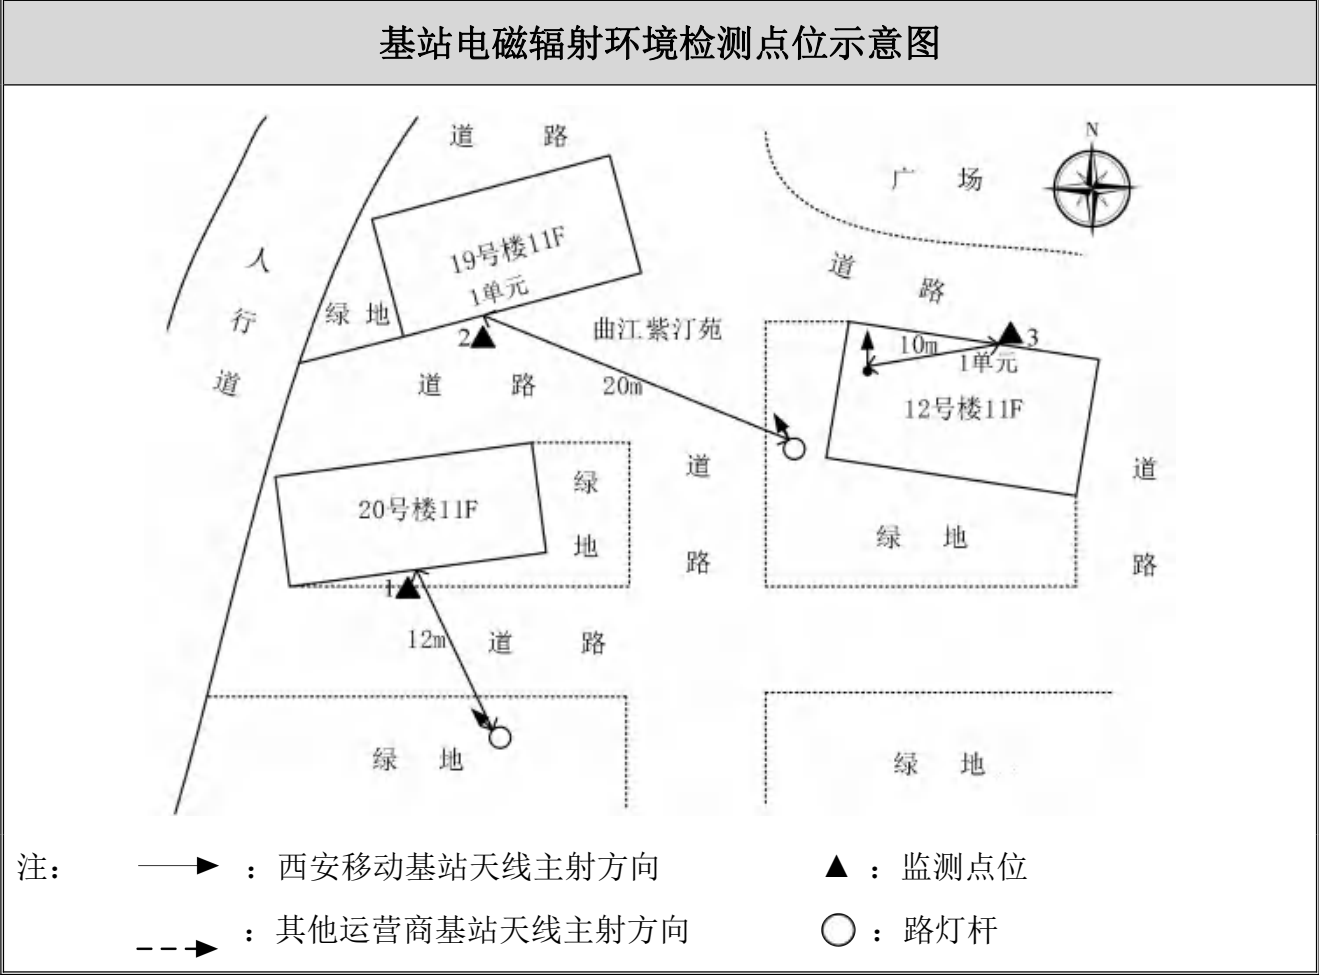 基站电磁辐射环境检测点位示意图
道 路
N
广 场
人行道
19号楼11F
1单元
绿 地
2
道 路
曲江紫汀苑
道 路
20m
10m
3
1单元
12号楼11F
20号楼11F
绿地
道路
道路
绿 地
1
12m
道 路
绿 地
绿 地
注：
：西安移动基站天线主射方向
：监测点位
：其他运营商基站天线主射方向
：路灯杆